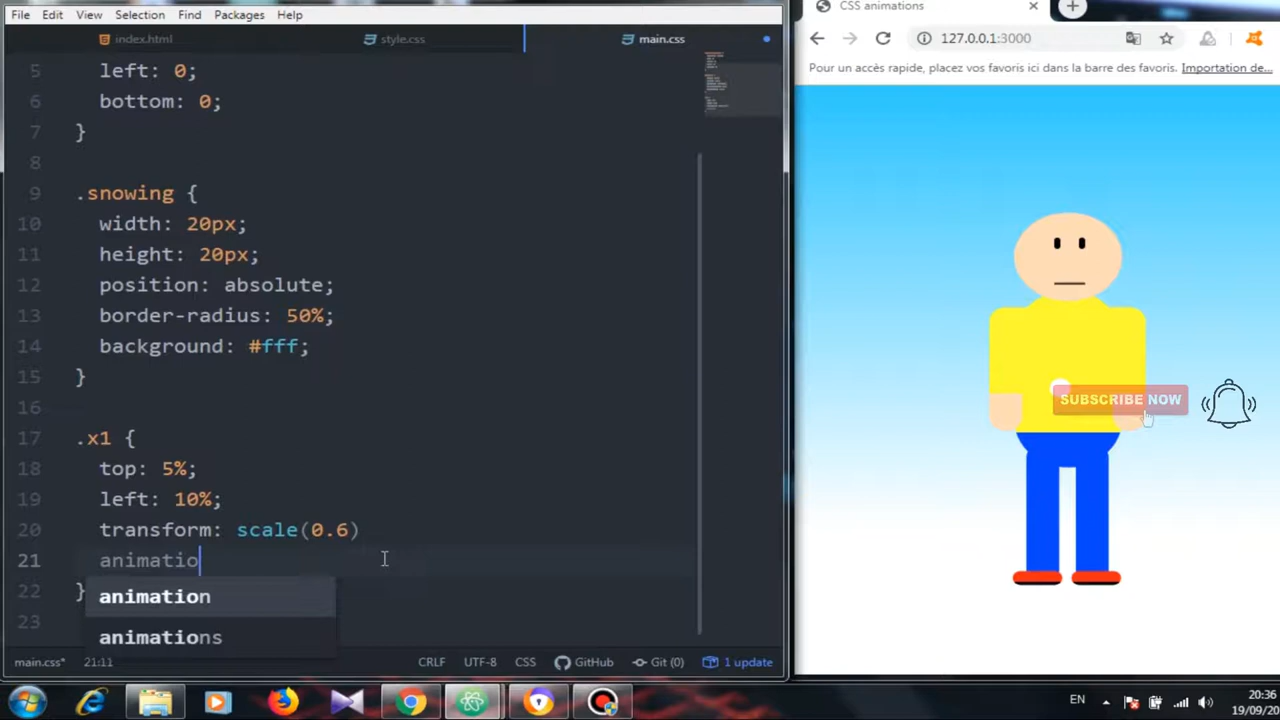 File Edit View Selection Find Packages Help
index.html style.css main.css
5 left: 0;
6 bottom: 0;
7 }
8
9 .snowing {
10 width: 20px;
11 height: 20px;
12 position: absolute;
13 border-radius: 50%;
14 background: #fff;
15 }
16
17 .x1 {
18 top: 5%;
19 left: 10%;
20 transform: scale(0.6)
21 animatio
22 }
animation
animations
23
main.css* 21:11 CRLF UTF-8 CSS GitHub Git (0) 1 update
CSS animations
127.0.0.1:3000
Pour un accès rapide, placez vos favoris ici dans la barre des favoris. Importation de...
SUBSCRIBE NOW
EN
20:36
19/09/20